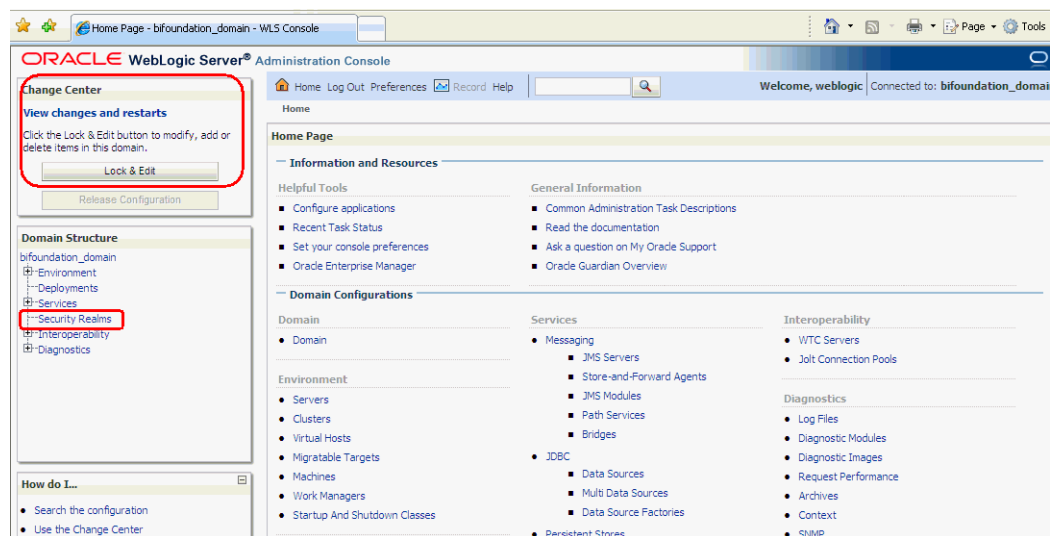 Home Page - bifoundation_domain - WLS Console
Page
Tools
ORACLE WebLogic Server® Administration Console
Change Center
View changes and restarts
Click the Lock & Edit button to modify, add or
delete items in this domain.
Lock & Edit
Release Configuration
Domain Structure
bifoundation_domain
Environment
Deployments
Services
Security Realms
Interoperability
Diagnostics
How do I...
Search the configuration
Use the Change Center
Home Log Out Preferences Record Help
Welcome, weblogic Connected to: bifoundation_domai
Home
Home Page
Information and Resources
Helpful Tools
Configure applications
Recent Task Status
Set your console preferences
Oracle Enterprise Manager
General Information
Common Administration Task Descriptions
Read the documentation
Ask a question on My Oracle Support
Oracle Guardian Overview
Domain Configurations
Domain
Domain
Environment
Servers
Clusters
Virtual Hosts
Migratable Targets
Machines
Work Managers
Startup And Shutdown Classes
Services
Messaging
JMS Servers
Store-and-Forward Agents
JMS Modules
Path Services
Bridges
JDBC
Data Sources
Multi Data Sources
Data Source Factories
Persistent Stores
Interoperability
WTC Servers
Jolt Connection Pools
Diagnostics
Log Files
Diagnostic Modules
Diagnostic Images
Request Performance
Archives
Context
SNMP